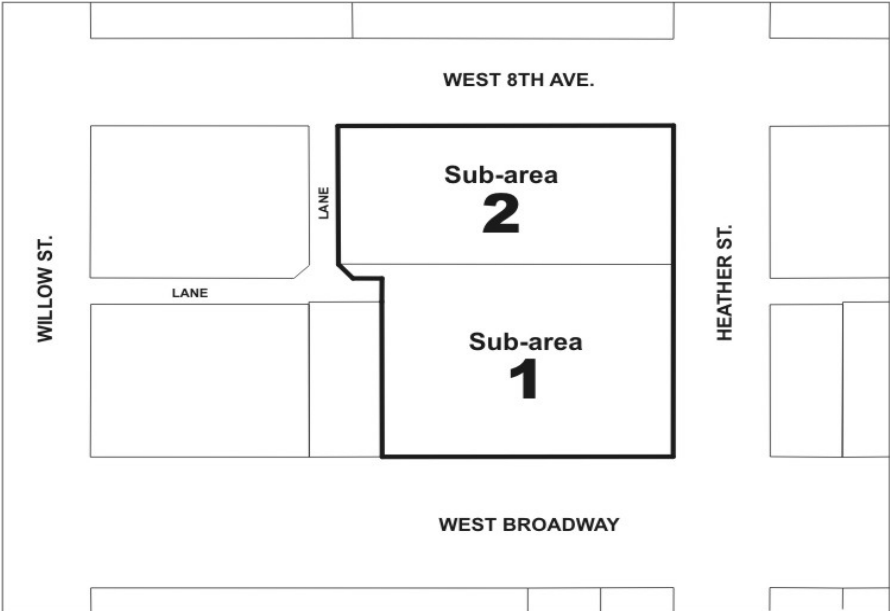 WEST 8TH AVE.
Sub-area
2
LANE
WILLOW ST.
HEATHER ST.
LANE
Sub-area
1
WEST BROADWAY